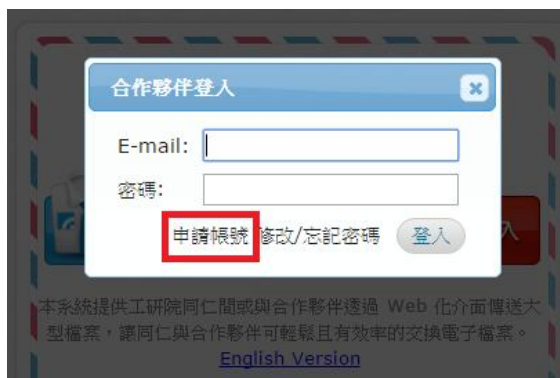 合作夥伴登入
E-mail:
密碼:
申請帳號 修改/忘記密碼 登入
入
本系統提供工研院同仁間或與合作夥伴透過 Web 化介面傳送大
型檔案，讓同仁與合作夥伴可輕鬆且有效率的交換電子檔案。
English Version